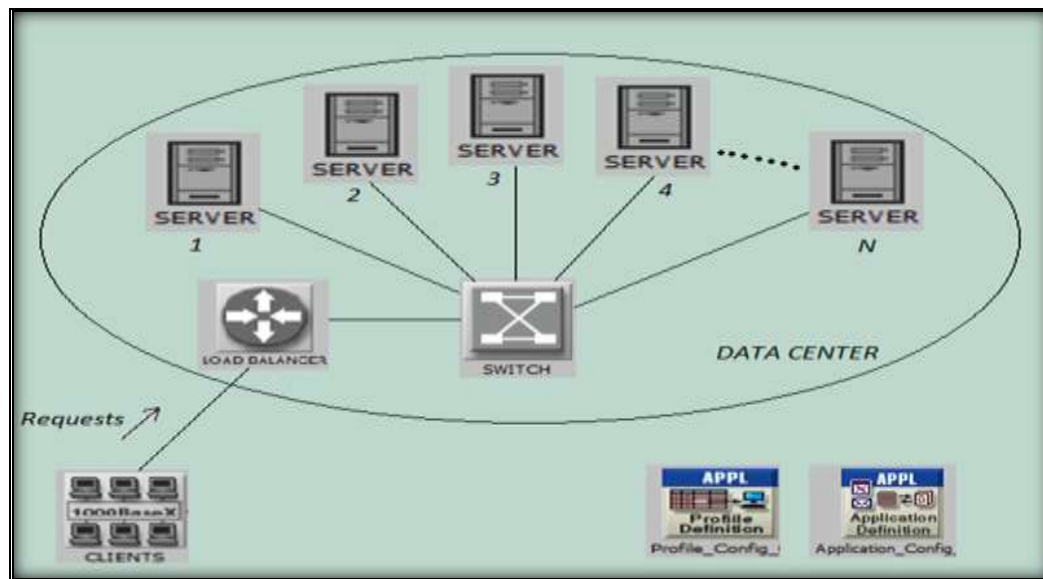 SERVER
1
SERVER
2
SERVER
3
SERVER
4
SERVER
N
LOAD BALANCER
SWITCH
DATA CENTER
Requests
1000BaseX
CLIENTS
APPL
Profile
Definition
Profile_Config_
APPL
Application
Definition
Application_Config_